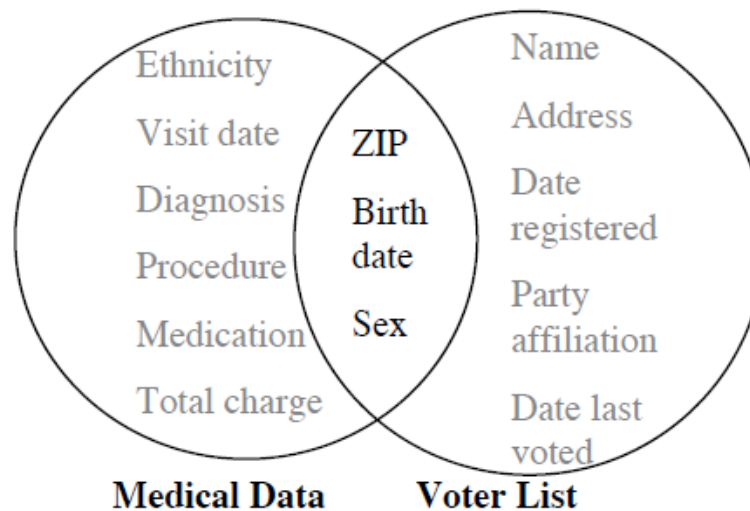 Ethnicity
Visit date
Diagnosis
Procedure
Medication
Total charge
ZIP
Birth
date
Sex
Name
Address
Date
registered
Party
affiliation
Date last
voted
Medical Data
Voter List